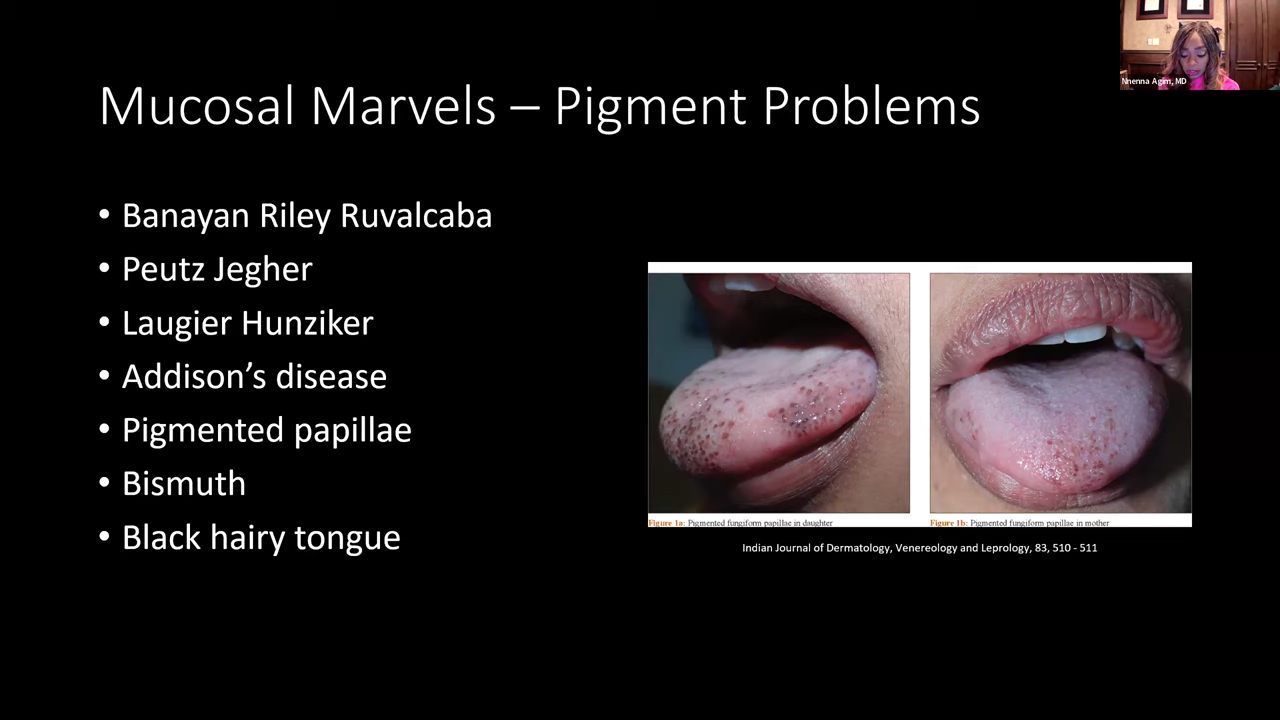 Nnenna Agim, MD
Mucosal Marvels – Pigment Problems
• Banayan Riley Ruvalcaba
• Peutz Jegher
• Laugier Hunziker
• Addison’s disease
• Pigmented papillae
• Bismuth
• Black hairy tongue
Figure 1a: Pigmented fungiform papillae in daughter
Figure 1b: Pigmented fungiform papillae in mother
Indian Journal of Dermatology, Venereology and Leprology, 83, 510 - 511